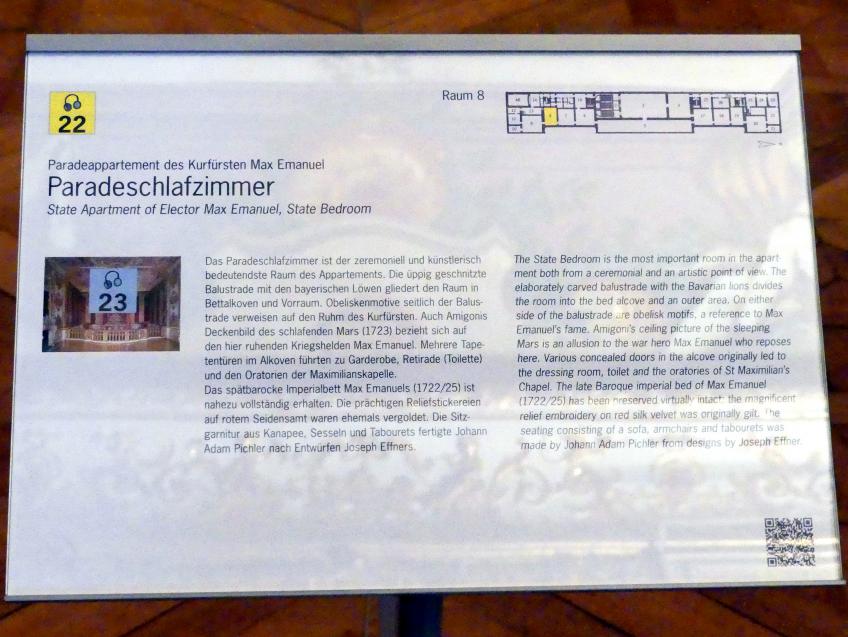 22
Raum 8
Paradeappartement des Kurfürsten Max Emanuel
Paradeschlafzimmer
State Apartment of Elector Max Emanuel, State Bedroom
23
Das Paradeschlafzimmer ist der zeremoniell und künstlerisch
bedeutendste Raum des Appartements. Die üppig geschnitzte
Balustrade mit den bayerischen Löwen gliedert den Raum in
Bettalkoven und Vorraum. Obeliskenmotive seitlich der Balus-
trade verweisen auf den Ruhm des Kurfürsten. Auch Amigonis
Deckenbild des schlafenden Mars (1723) bezieht sich auf
den hier ruhenden Kriegshelden Max Emanuel. Mehrere Tape-
tentüren im Alkoven führten zu Garderobe, Retirade (Toilette)
und den Oratorien der Maximilianskapelle.
Das spätbarocke Imperialbett Max Emanuels (1722/25) ist
nahezu vollständig erhalten. Die prächtigen Reliefstickereien
auf rotem Seidensamt waren ehemals vergoldet. Die Sitz-
garnitur aus Kanapee, Sesseln und Tabourets fertigte Johann
Adam Pichler nach Entwürfen Joseph Effners.
The State Bedroom is the most important room in the apart-
ment both from a ceremonial and an artistic point of view. The
elaborately carved balustrade with the Bavarian lions divides
the room into the bed alcove and an outer area. On either
side of the balustrade are obelisk motifs, a reference to Max
Emanuel's fame. Amigoni's ceiling picture of the sleeping
Mars is an allusion to the war hero Max Emanuel who reposes
here. Various concealed doors in the alcove originally led to
the dressing room, toilet and the oratories of St Maximilian's
Chapel. The late Baroque imperial bed of Max Emanuel
(1722/25) has been preserved virtually intact: the magnificent
relief embroidery on red silk velvet was originally gilt. The
seating consisting of a sofa, armchairs and tabourets was
made by Johann Adam Pichler from designs by Joseph Effner.